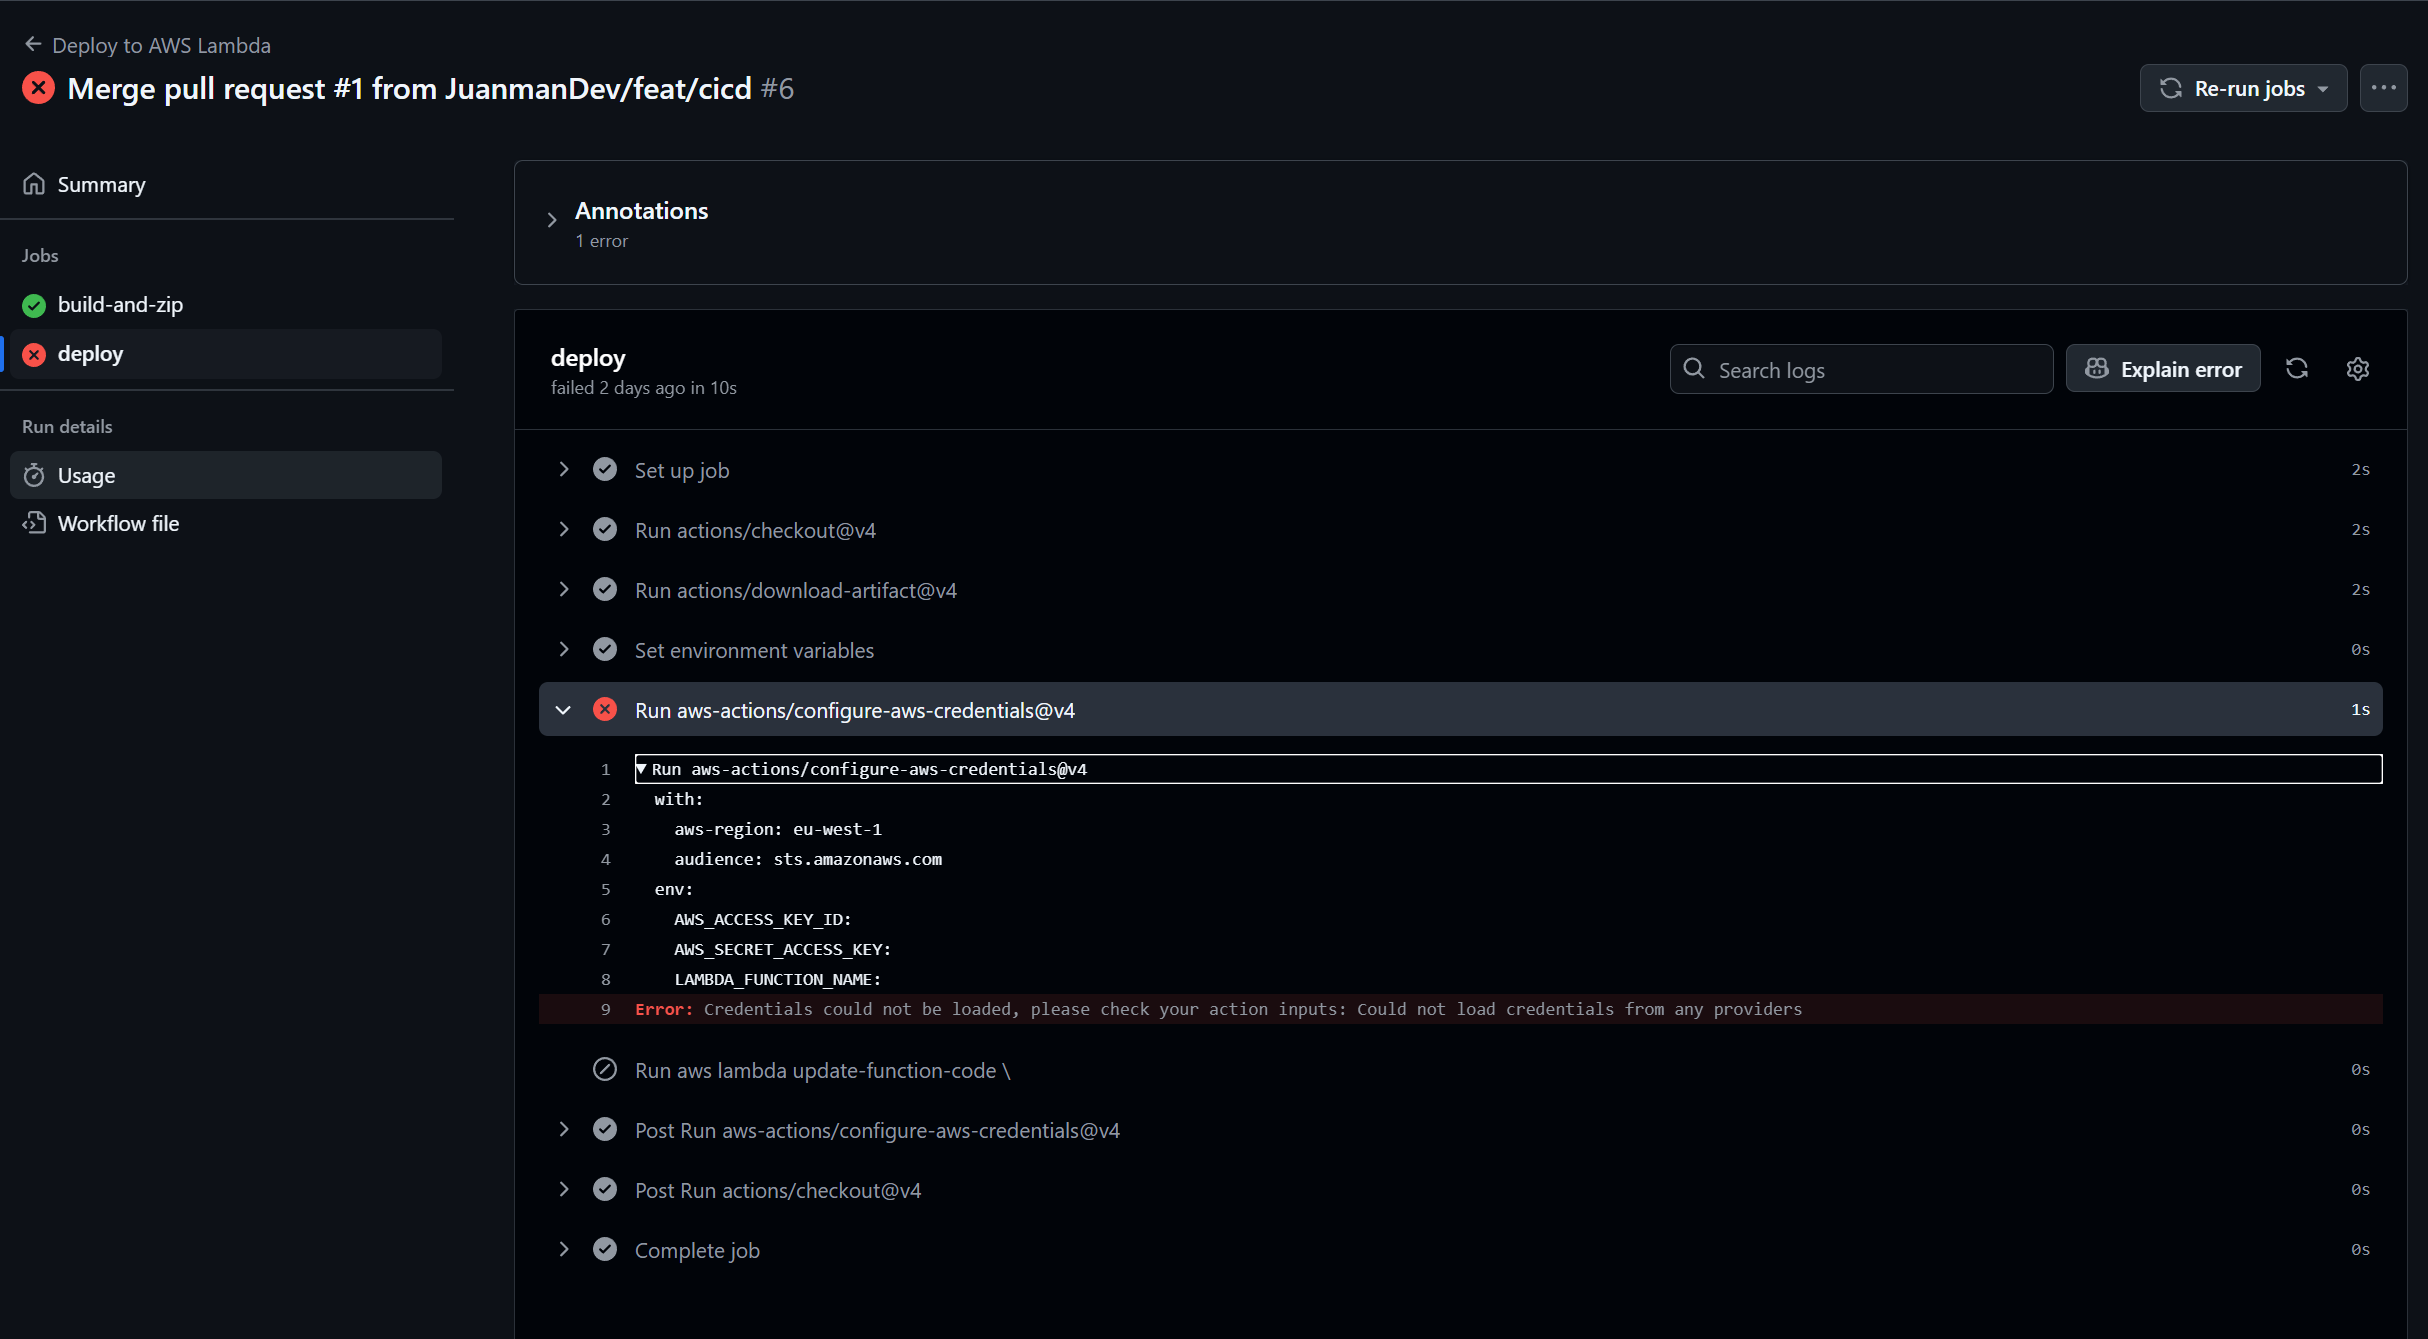 Deploy to AWS Lambda
Merge pull request #1 from JuanmanDev/feat/cicd #6
Re-run jobs
Summary
Jobs
build-and-zip
deploy
Run details
Usage
Workflow file
Annotations
1 error
deploy
failed 2 days ago in 10s
Search logs
Explain error
Set up job 2s
Run actions/checkout@v4 2s
Run actions/download-artifact@v4 2s
Set environment variables 0s
Run aws-actions/configure-aws-credentials@v4 1s
1 Run aws-actions/configure-aws-credentials@v4
2 with:
3 aws-region: eu-west-1
4 audience: sts.amazonaws.com
5 env:
6 AWS_ACCESS_KEY_ID:
7 AWS_SECRET_ACCESS_KEY:
8 LAMBDA_FUNCTION_NAME:
9 Error: Credentials could not be loaded, please check your action inputs: Could not load credentials from any providers
Run aws lambda update-function-code \ 0s
Post Run aws-actions/configure-aws-credentials@v4 0s
Post Run actions/checkout@v4 0s
Complete job 0s